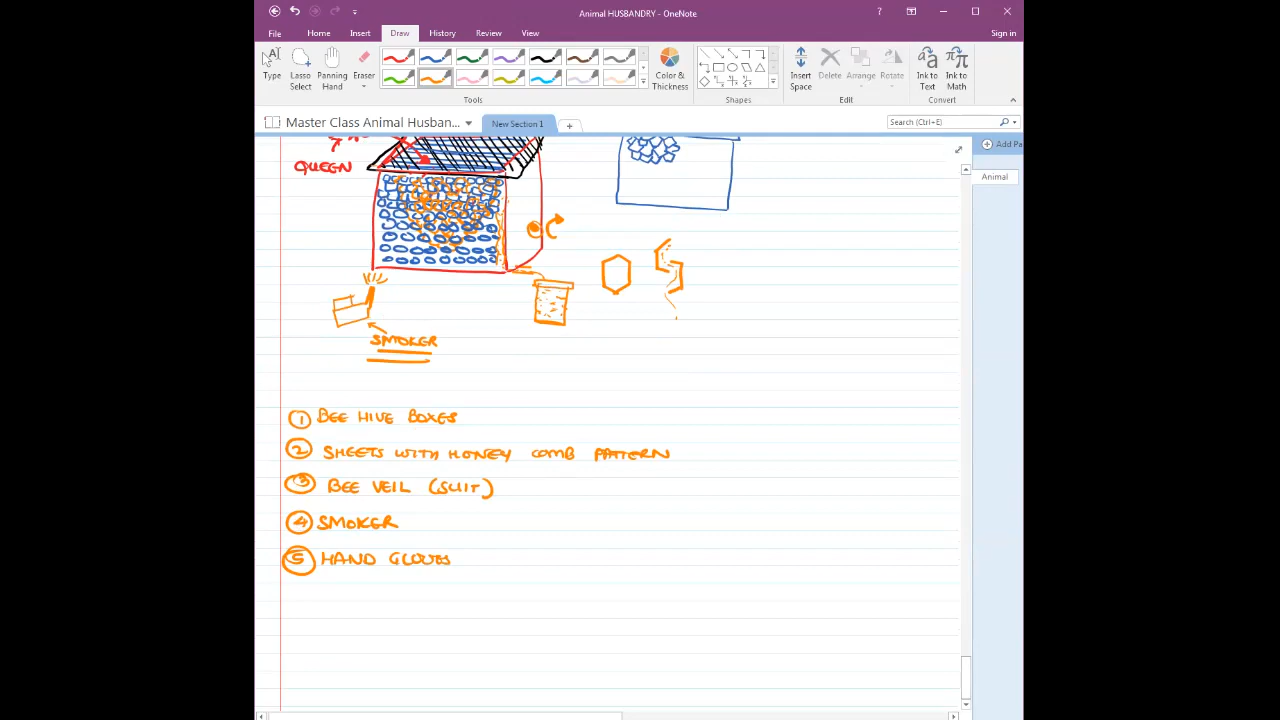 Animal HUSBANDRY - OneNote
?
Sign in
File
Home
Insert
Draw
History
Review
View
Type
Lasso Select
Panning Hand
Eraser
Color & Thickness
Insert Space
Delete
Arrange
Rotate
Ink to Text
Ink to Math
Tools
Shapes
Edit
Convert
Master Class Animal Husban...
New Section 1
Search (Ctrl+E)
Add Pa
Animal
QUEEN
SMOKER
1 BEE HIVE BOXES
2 SHEETS WITH HONEY COMB PATTERN
3 BEE VEIL (SUIT)
4 SMOKER
5 HAND GLOVES